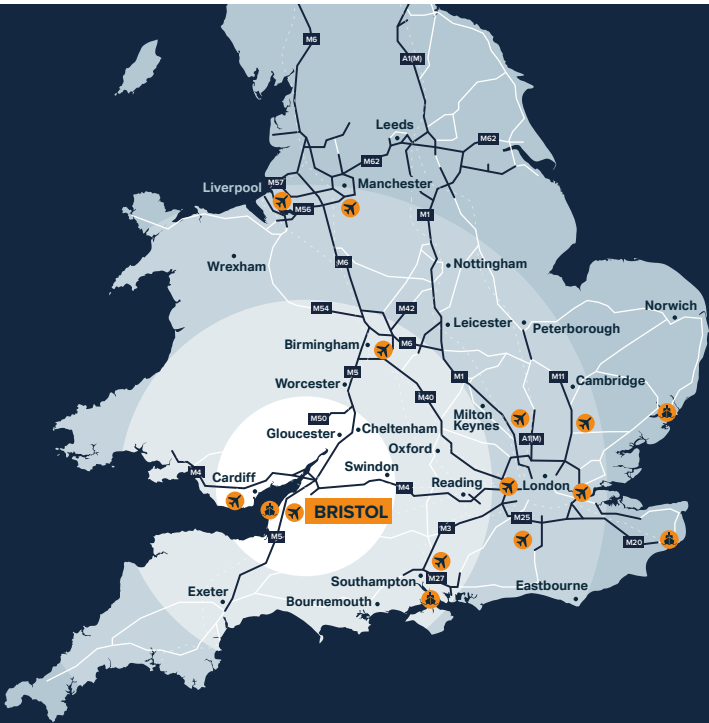 M6
A1(M)
Leeds
M62
M62
M57
Manchester
Liverpool
M56
M1
Wrexham
M6
Nottingham
M54
M42
Norwich
Leicester
Peterborough
Birmingham
M6
M5
M1
M11
Worcester
Cambridge
M40
M50
Milton
Keynes
Gloucester
Cheltenham
A1(M)
Oxford
Swindon
M4
Cardiff
Reading
London
M4
BRISTOL
M25
M3
M5
M20
Southampton
M27
Eastbourne
Exeter
Bournemouth